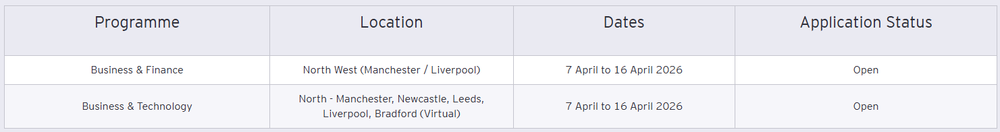 Programme Location Dates Application Status
Business & Finance North West (Manchester / Liverpool) 7 April to 16 April 2026 Open
Business & Technology North - Manchester, Newcastle, Leeds, 7 April to 16 April 2026 Open
Liverpool, Bradford (Virtual)